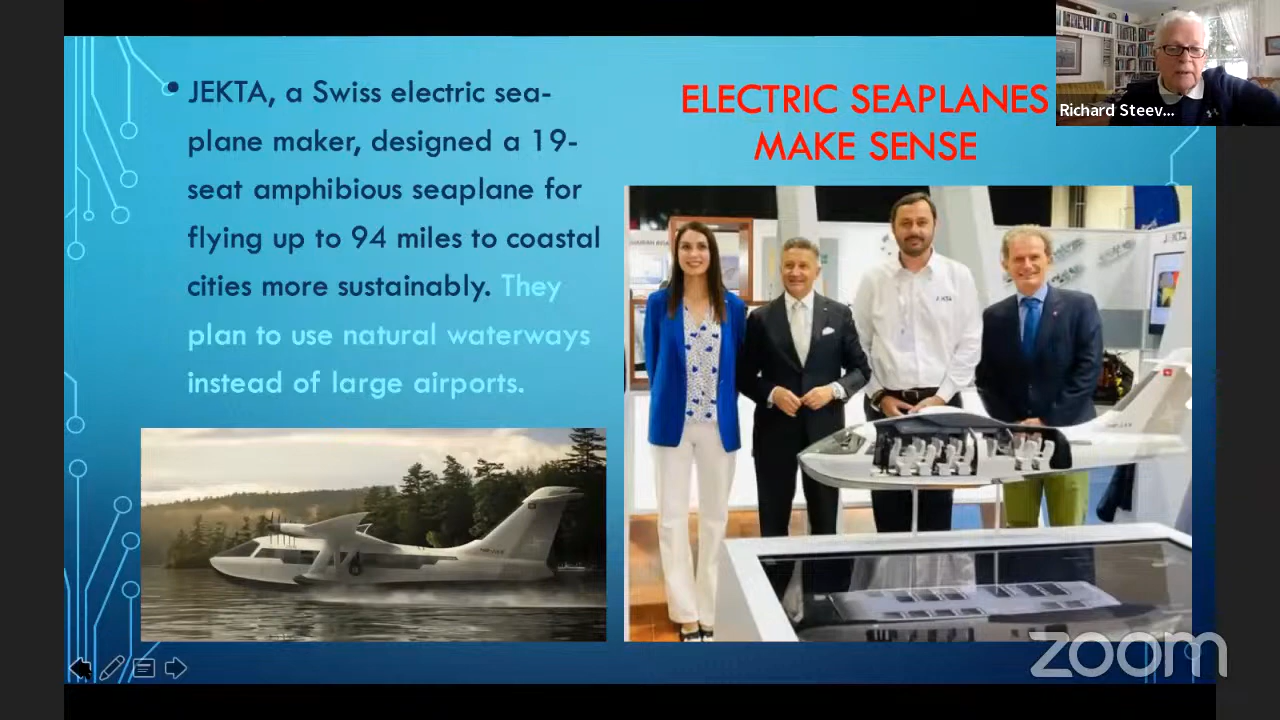 JEKTA, a Swiss electric sea-
plane maker, designed a 19-
seat amphibious seaplane for
flying up to 94 miles to coastal
cities more sustainably. They
plan to use natural waterways
instead of large airports.
ELECTRIC SEAPLANES
MAKE SENSE
Richard Steev...
JEKTA
zoom